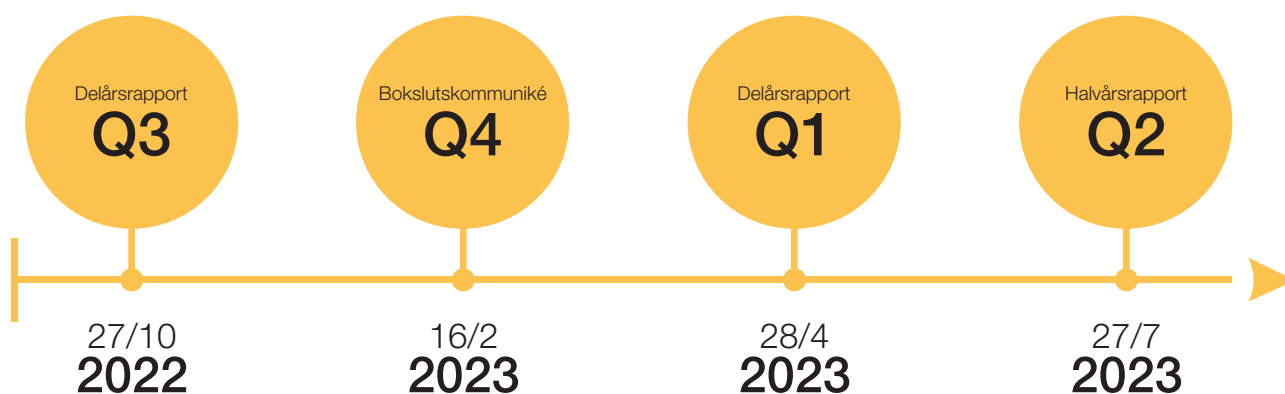 Delårsrapport
Q3
Bokslutskommuniké
Q4
Delårsrapport
Q1
Halvårsrapport
Q2
27/10
2022
16/2
2023
28/4
2023
27/7
2023